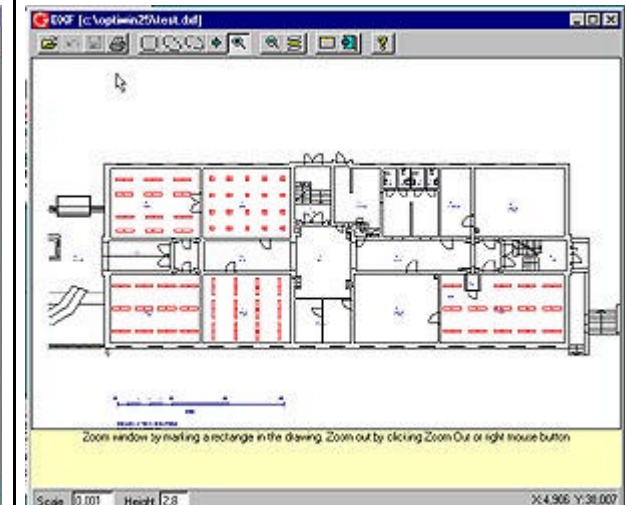 DXF [c:\optiwin25\test.dxf]
Zoom window by marking a rectange in the drawing. Zoom out by clicking Zoom Out or right mouse button
Scale 0.001 Height 2.8 X:4.906 Y:38.007